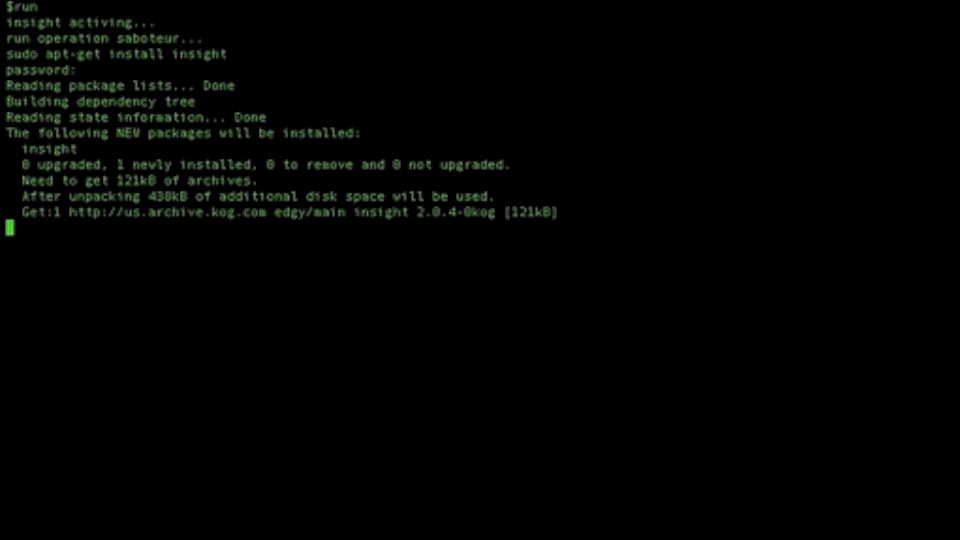 $run
insight activing...
run operation saboteur...
sudo apt-get install insight
password:
Reading package lists... Done
Building dependency tree
Reading state information... Done
The following NEW packages will be installed:
insight
0 upgraded, 1 newly installed, 0 to remove and 0 not upgraded.
Need to get 121kB of archives.
After unpacking 438kB of additional disk space will be used.
Get:1 http://us.archive.kog.com edgy/main insight 2.0.4-0kog [121kB]